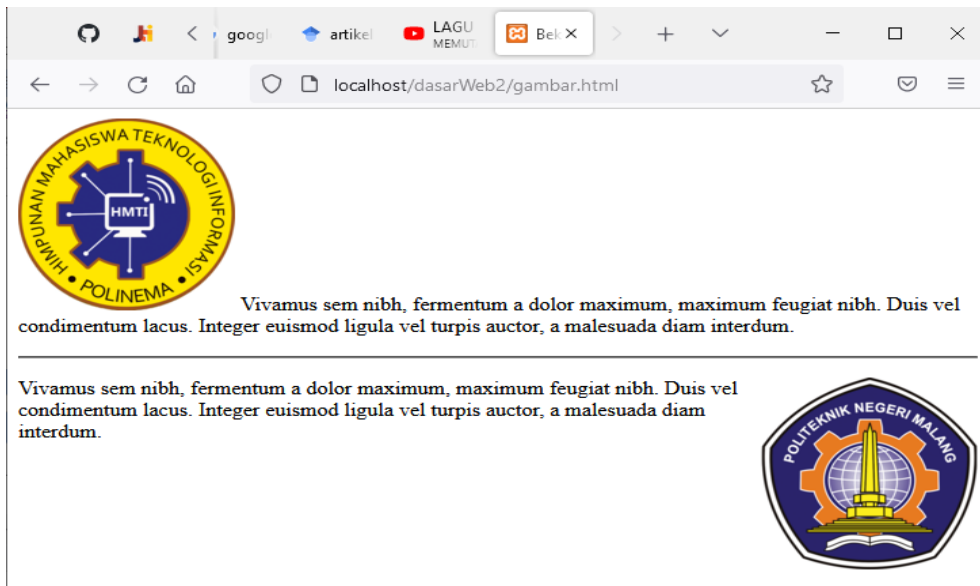 googl
artikel
LAGU
MEMUT
Bek
localhost/dasarWeb2/gambar.html
HIMPUNAN MAHASISWA TEKNOLOGI INFORMASI
HMTI
• POLINEMA •
Vivamus sem nibh, fermentum a dolor maximum, maximum feugiat nibh. Duis vel
condimentum lacus. Integer euismod ligula vel turpis auctor, a malesuada diam interdum.
Vivamus sem nibh, fermentum a dolor maximum, maximum feugiat nibh. Duis vel
condimentum lacus. Integer euismod ligula vel turpis auctor, a malesuada diam
interdum.
POLITEKNIK NEGERI MALANG